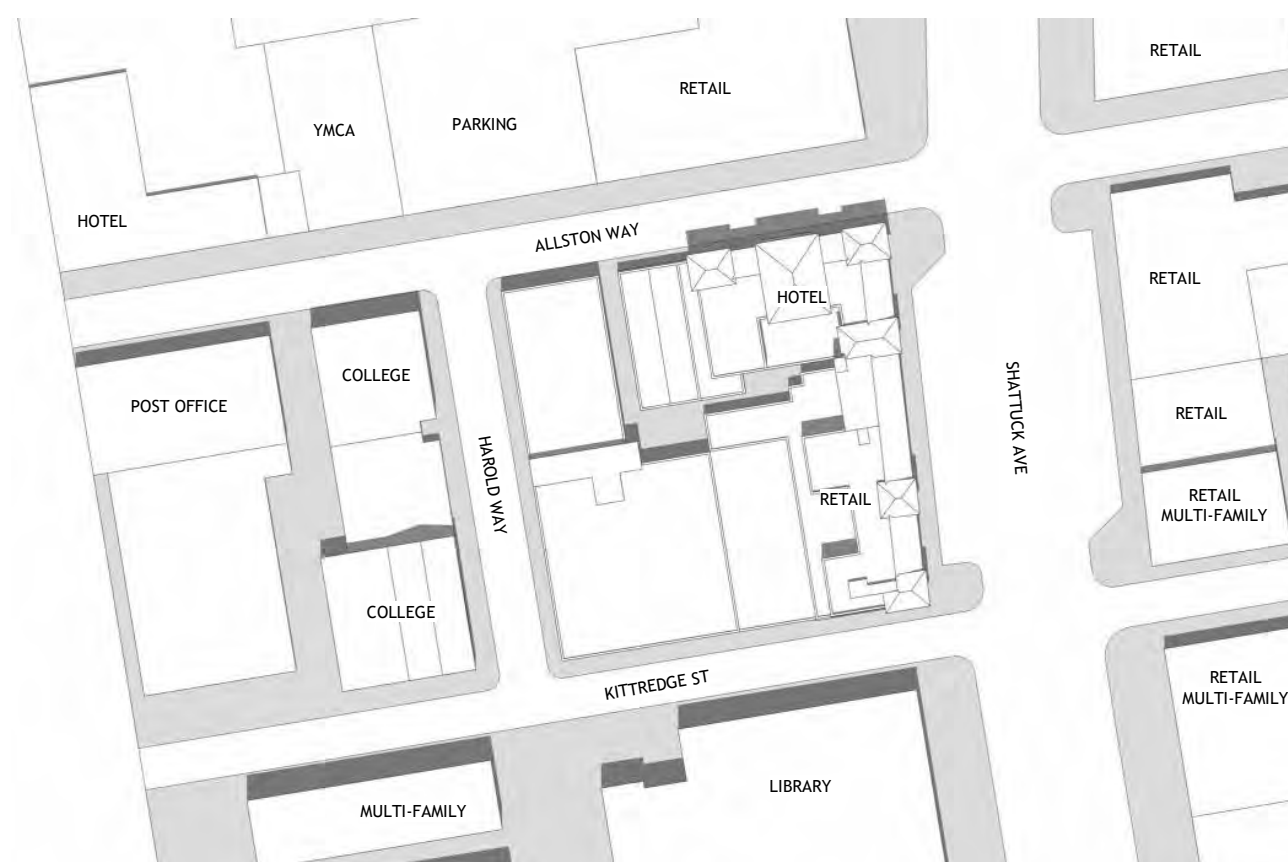 RETAIL
RETAIL
PARKING
YMCA
HOTEL
ALLSTON WAY
RETAIL
HOTEL
COLLEGE
POST OFFICE
SHATTUCK AVE
RETAIL
HAROLD WAY
RETAIL
RETAIL
MULTI-FAMILY
COLLEGE
KITTREDGE ST
RETAIL
MULTI-FAMILY
LIBRARY
MULTI-FAMILY